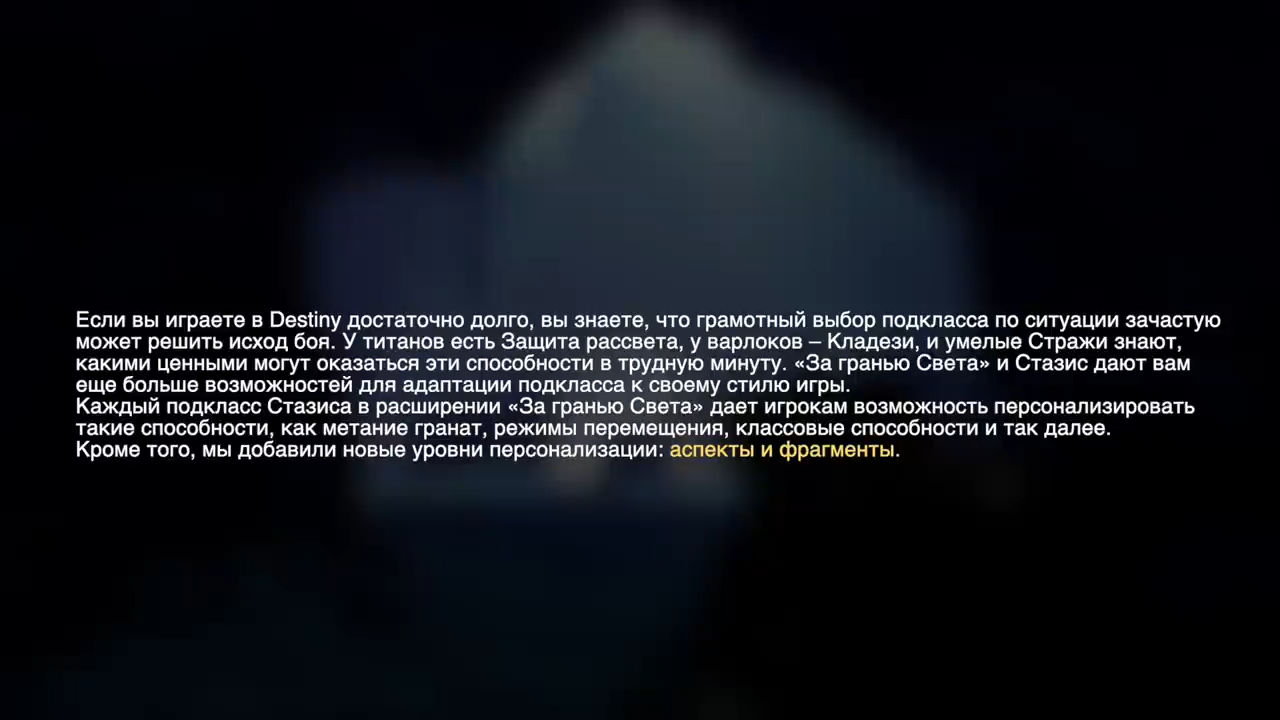 Если вы играете в Destiny достаточно долго, вы знаете, что грамотный выбор подкласса по ситуации зачастую
может решить исход боя. У титанов есть Защита рассвета, у варлоков – Кладези, и умелые Стражи знают,
какими ценными могут оказаться эти способности в трудную минуту. «За гранью Света» и Стазис дают вам
еще больше возможностей для адаптации подкласса к своему стилю игры.
Каждый подкласс Стазиса в расширении «За гранью Света» дает игрокам возможность персонализировать
такие способности, как метание гранат, режимы перемещения, классовые способности и так далее.
Кроме того, мы добавили новые уровни персонализации: аспекты и фрагменты.